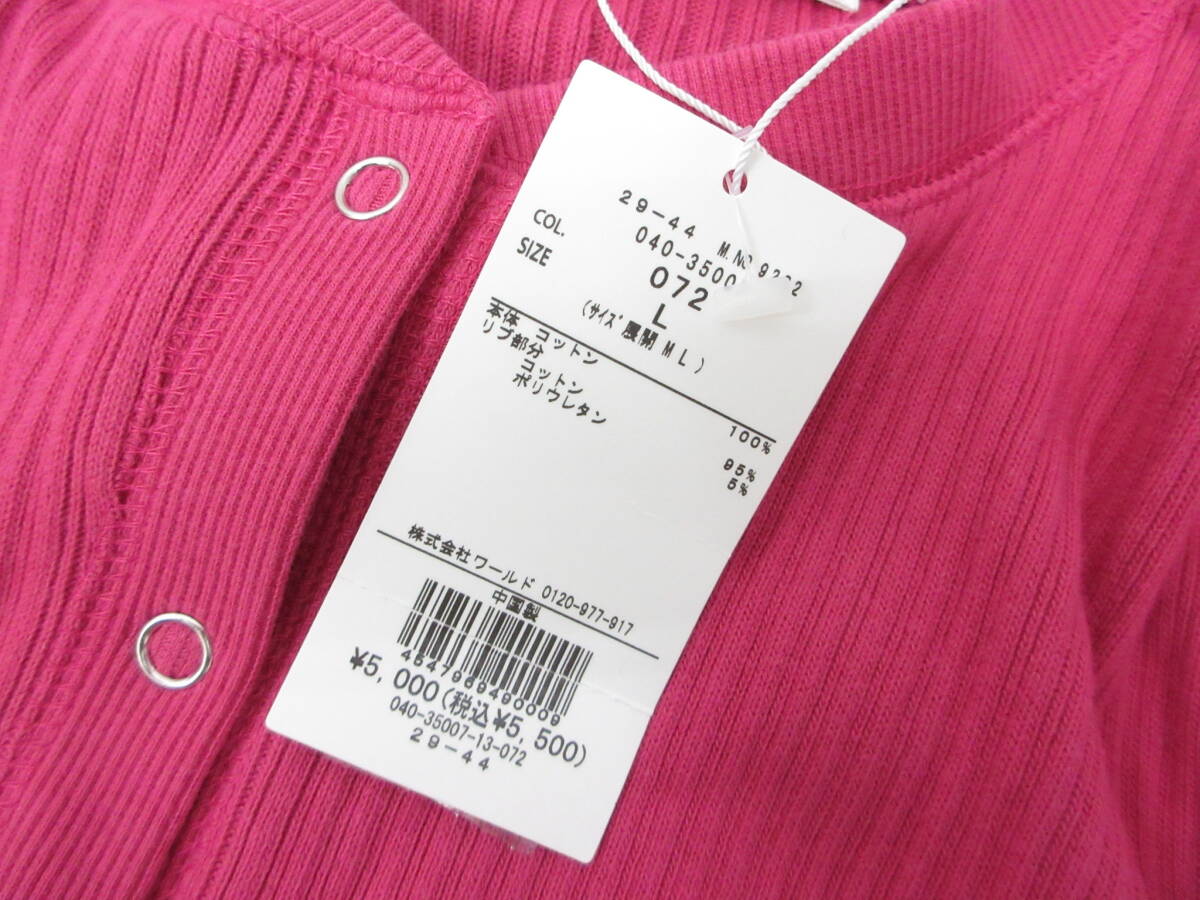 29-44 M.NO
COL. 040-3500
SIZE 072
L
(サイズ展開 M L)
本体 コットン 100%
リブ部分
コットン 95%
ポリウレタン 5%
株式会社ワールド 0120-977-917
中国製
4547969490009
¥5,000(税込¥5,500)
040-35007-13-072
29-44